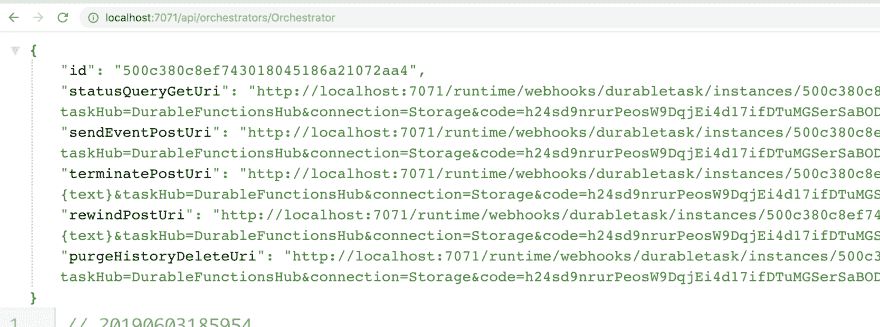 localhost:7071/api/orchestrators/Orchestrator
{
"id": "500c380c8ef743018045186a21072aa4",
"statusQueryGetUri": "http://localhost:7071/runtime/webhooks/durabletask/instances/500c380c8
taskHub=DurableFunctionsHub&connection=Storage&code=h24sd9nrurPeosW9DqjEi4d17ifDTuMGSerSaBOD
"sendEventPostUri": "http://localhost:7071/runtime/webhooks/durabletask/instances/500c380c8e
taskHub=DurableFunctionsHub&connection=Storage&code=h24sd9nrurPeosW9DqjEi4d17ifDTuMGSerSaBOD
"terminatePostUri": "http://localhost:7071/runtime/webhooks/durabletask/instances/500c380c8e
{text}&taskHub=DurableFunctionsHub&connection=Storage&code=h24sd9nrurPeosW9DqjEi4d17ifDTuMGS
"rewindPostUri": "http://localhost:7071/runtime/webhooks/durabletask/instances/500c380c8ef74
{text}&taskHub=DurableFunctionsHub&connection=Storage&code=h24sd9nrurPeosW9DqjEi4d17ifDTuMGS
"purgeHistoryDeleteUri": "http://localhost:7071/runtime/webhooks/durabletask/instances/500c3
taskHub=DurableFunctionsHub&connection=Storage&code=h24sd9nrurPeosW9DqjEi4d17ifDTuMGSerSaBOD
}
1 // 20190603185954